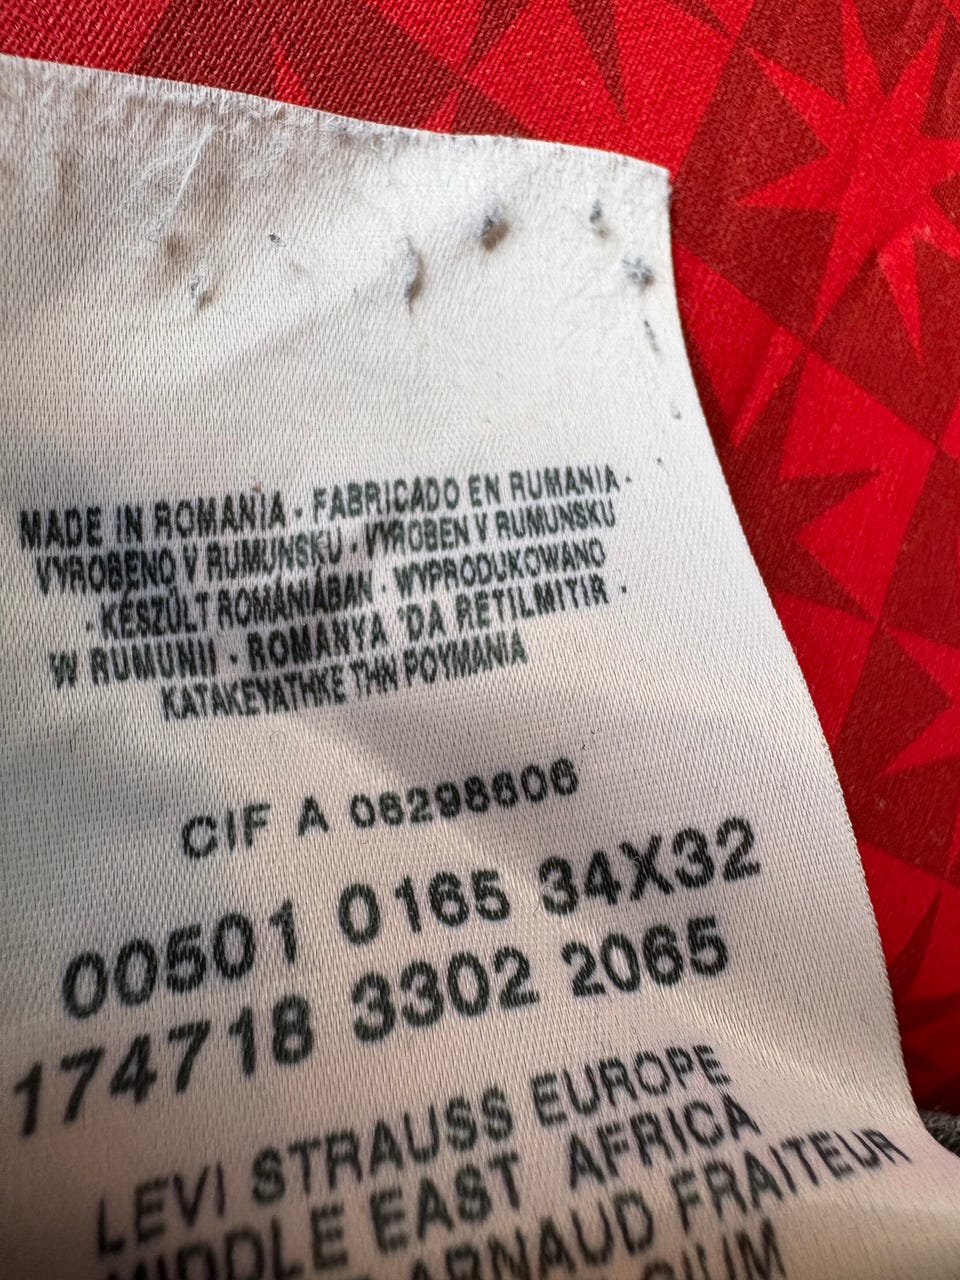 MADE IN ROMANIA · FABRICADO EN RUMANIA ·
VYROBENO V RUMUNSKU · VYROBEN V RUMUNSKU
· KÉSZÜLT ROMÁNIÁBAN · WYPRODUKOWANO
W RUMUNII · ROMANYA 'DA RETILMITIR ·
KATAKEYATHKE THN POYMANIA
CIF A 06298606
00501 0165 34X32
174718 3302 2065
LEVI STRAUSS EUROPE
MIDDLE EAST AFRICA
ARNAUD FRAITEUR